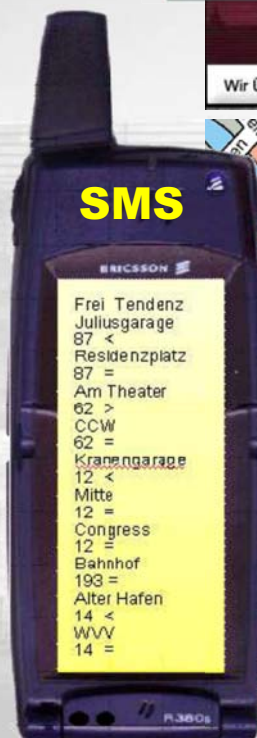 Wir Ü
en
SMS
ERICSSON
Frei Tendenz
Juliusgarage
87 <
Residenzplatz
87 =
Am Theater
62 >
CCW
62 =
Kranengarage
12 <
Mitte
12 =
Congress
12 =
Bahnhof
193 =
Alter Hafen
14 <
WVV
14 =
R380s